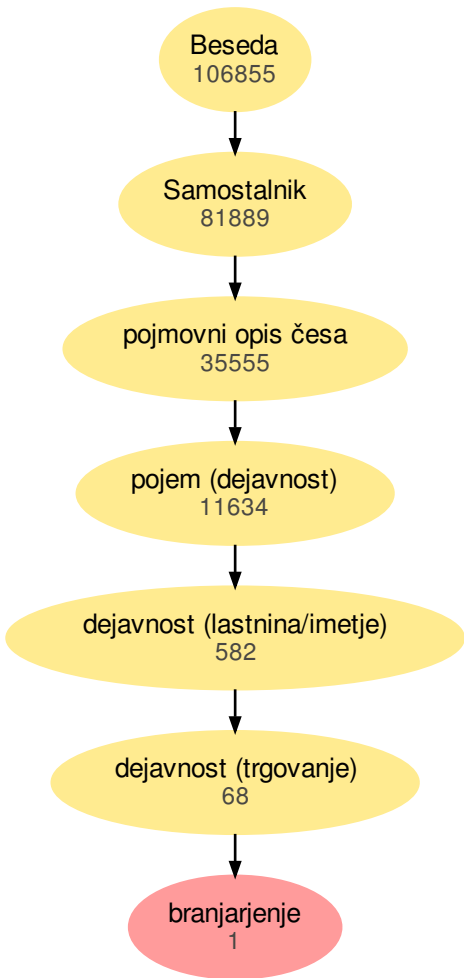 Beseda
106855
Samostalnik
81889
pojmovni opis česa
35555
pojem (dejavnost)
11634
dejavnost (lastnina/imetje)
582
dejavnost (trgovanje)
68
branjarjenje
1